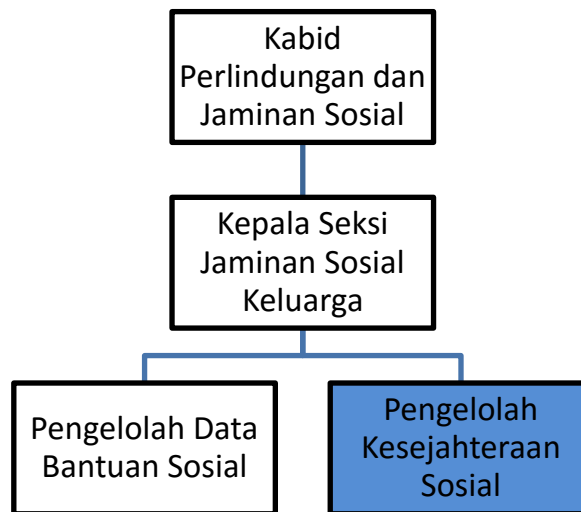 Kabid
Perlindungan dan
Jaminan Sosial
Kepala Seksi
Jaminan Sosial
Keluarga
Pengelolah Data
Bantuan Sosial
Pengelolah
Kesejahteraan
Sosial